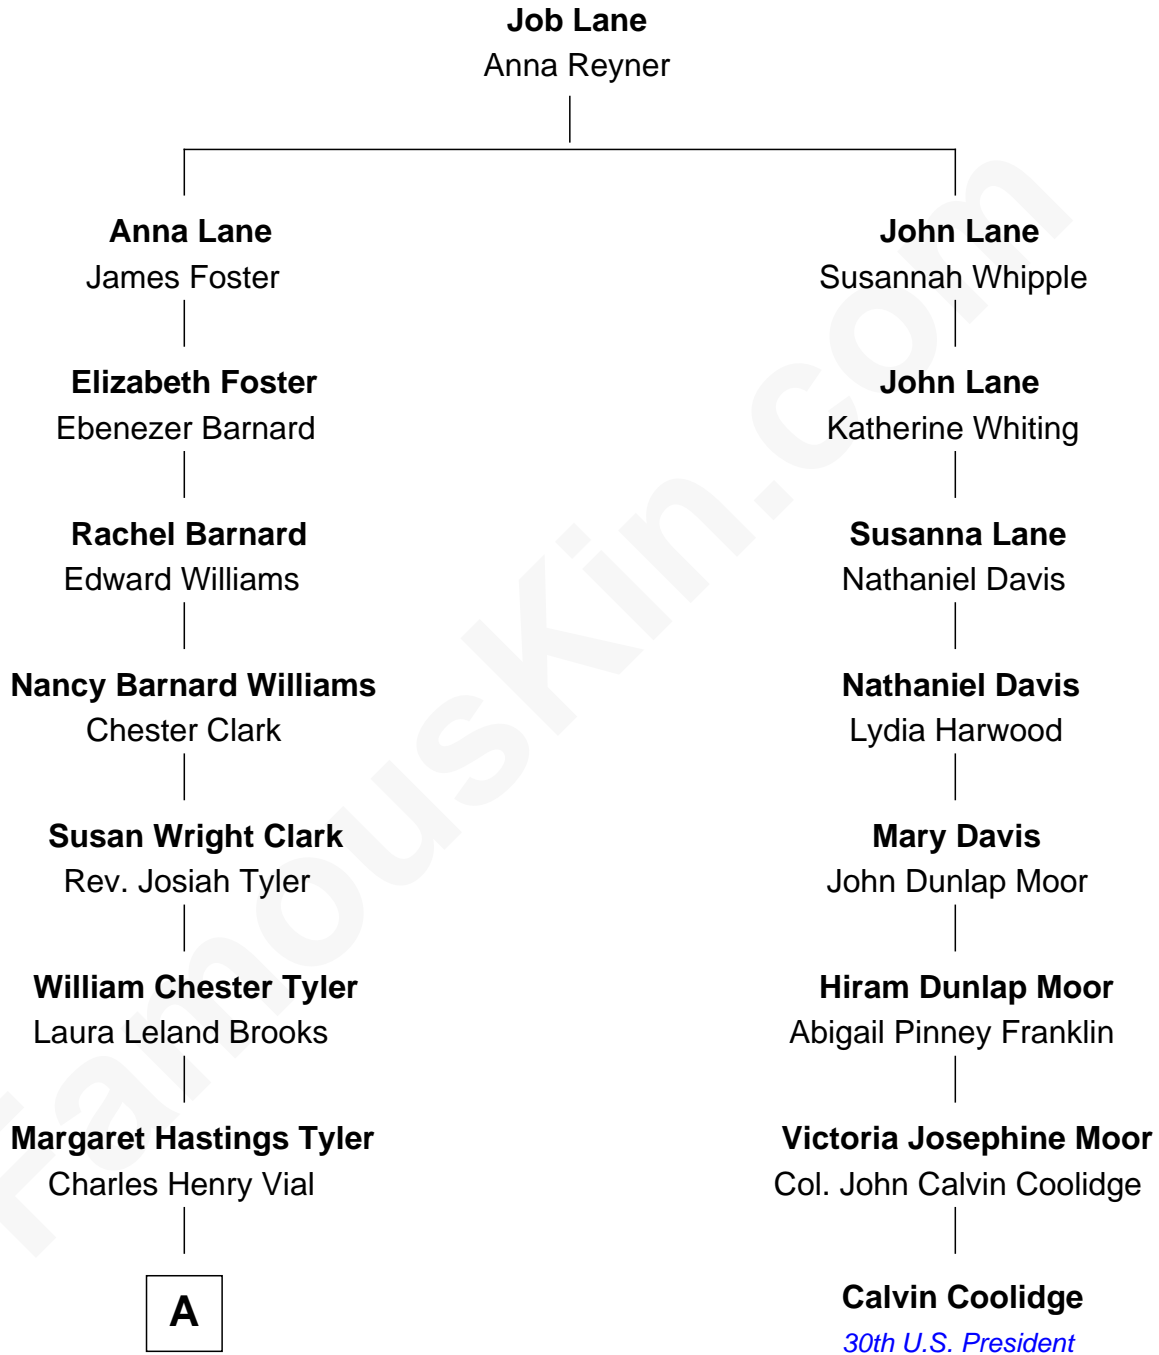 Job Lane
Anna Reyner
Anna Lane
James Foster
John Lane
Susannah Whipple
Elizabeth Foster
Ebenezer Barnard
John Lane
Katherine Whiting
Rachel Barnard
Edward Williams
Susanna Lane
Nathaniel Davis
Nancy Barnard Williams
Chester Clark
Nathaniel Davis
Lydia Harwood
Susan Wright Clark
Rev. Josiah Tyler
Mary Davis
John Dunlap Moor
William Chester Tyler
Laura Leland Brooks
Hiram Dunlap Moor
Abigail Pinney Franklin
Margaret Hastings Tyler
Charles Henry Vial
Victoria Josephine Moor
Col. John Calvin Coolidge
A
Calvin Coolidge
30th U.S. President
FamousKin.com